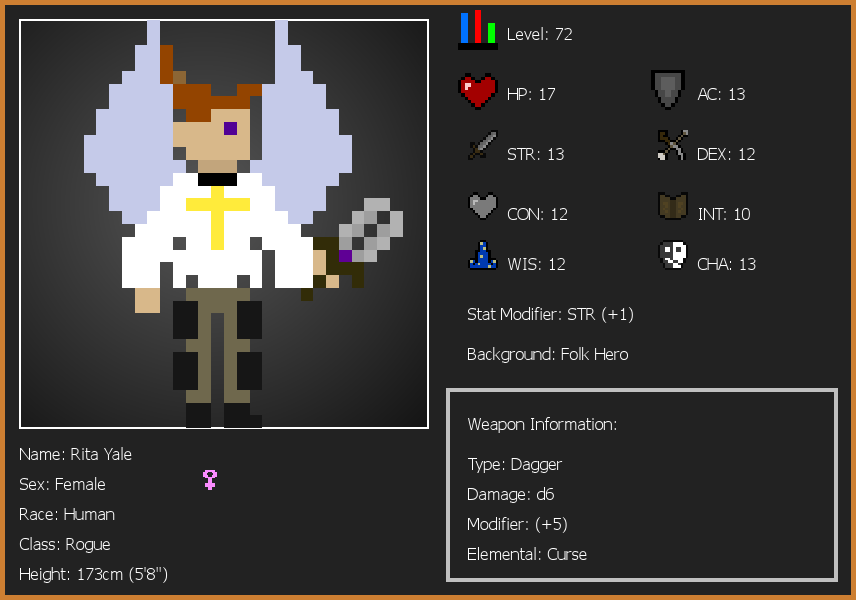 Level: 72
HP: 17
AC: 13
STR: 13
DEX: 12
CON: 12
INT: 10
WIS: 12
CHA: 13
Stat Modifier: STR (+1)
Background: Folk Hero
Weapon Information:
Type: Dagger
Damage: d6
Modifier: (+5)
Elemental: Curse
Name: Rita Yale
Sex: Female
Race: Human
Class: Rogue
Height: 173cm (5'8")